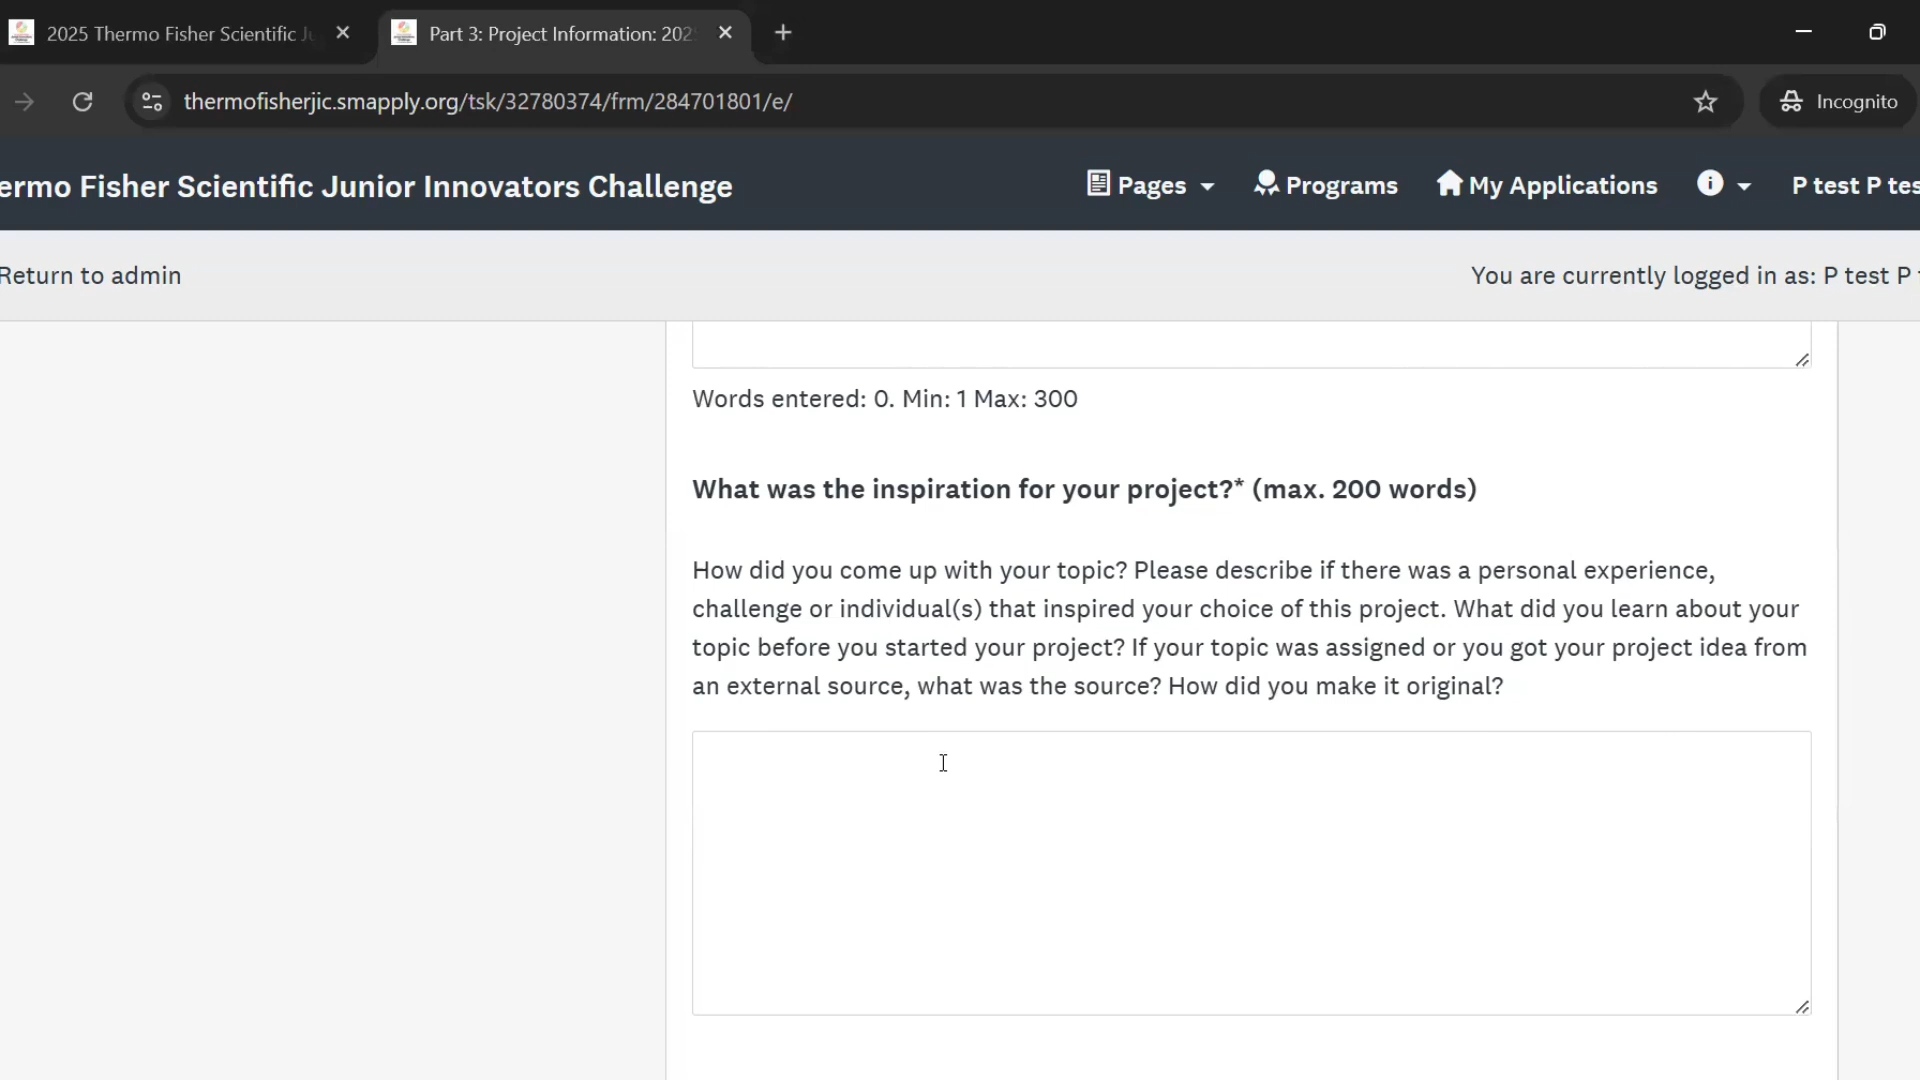 2025 Thermo Fisher Scientific Ju
Part 3: Project Information: 202
thermofisherjic.smapply.org/tsk/32780374/frm/284701801/e/
Incognito
ermo Fisher Scientific Junior Innovators Challenge
Pages
Programs
My Applications
P test P tes
Return to admin
You are currently logged in as: P test P
Words entered: 0. Min: 1 Max: 300
What was the inspiration for your project?* (max. 200 words)
How did you come up with your topic? Please describe if there was a personal experience,
challenge or individual(s) that inspired your choice of this project. What did you learn about your
topic before you started your project? If your topic was assigned or you got your project idea from
an external source, what was the source? How did you make it original?